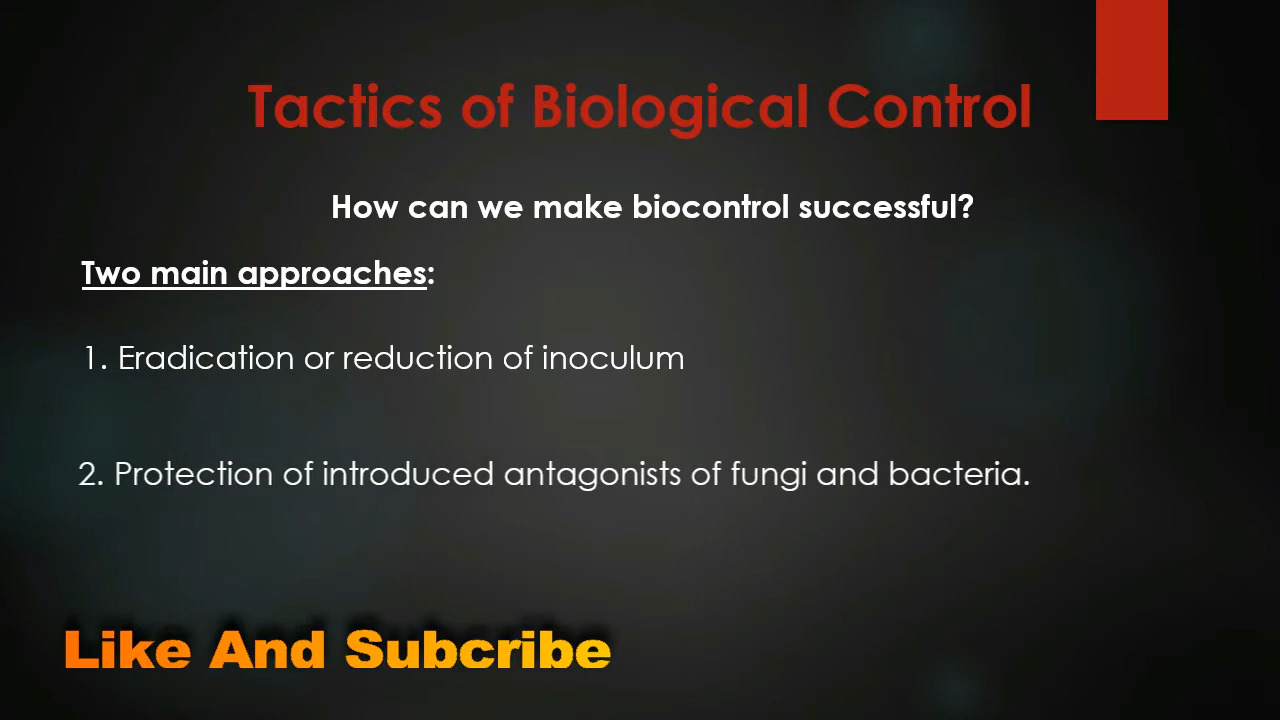 Tactics of Biological Control
How can we make biocontrol successful?
Two main approaches:
1. Eradication or reduction of inoculum
2. Protection of introduced antagonists of fungi and bacteria.
Like And Subcribe